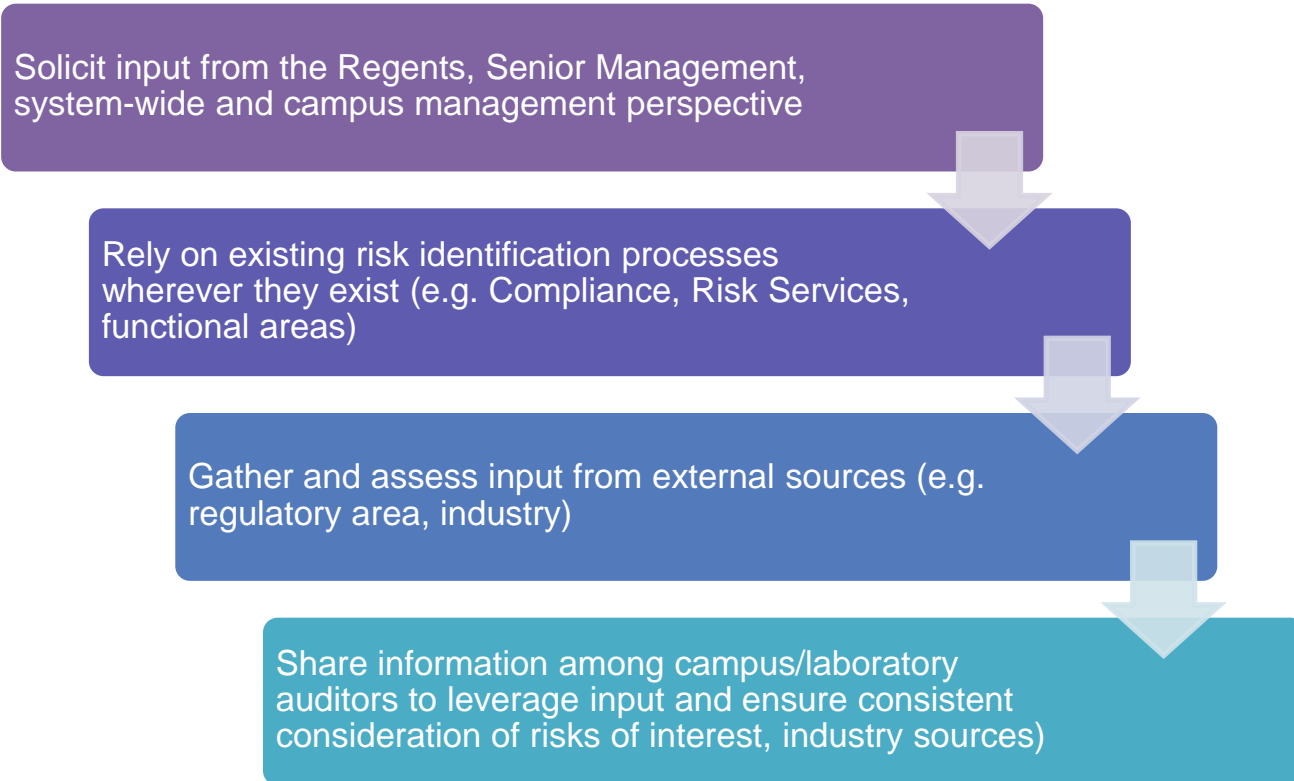 Solicit input from the Regents, Senior Management,
system-wide and campus management perspective
Rely on existing risk identification processes
wherever they exist (e.g. Compliance, Risk Services,
functional areas)
Gather and assess input from external sources (e.g.
regulatory area, industry)
Share information among campus/laboratory
auditors to leverage input and ensure consistent
consideration of risks of interest, industry sources)